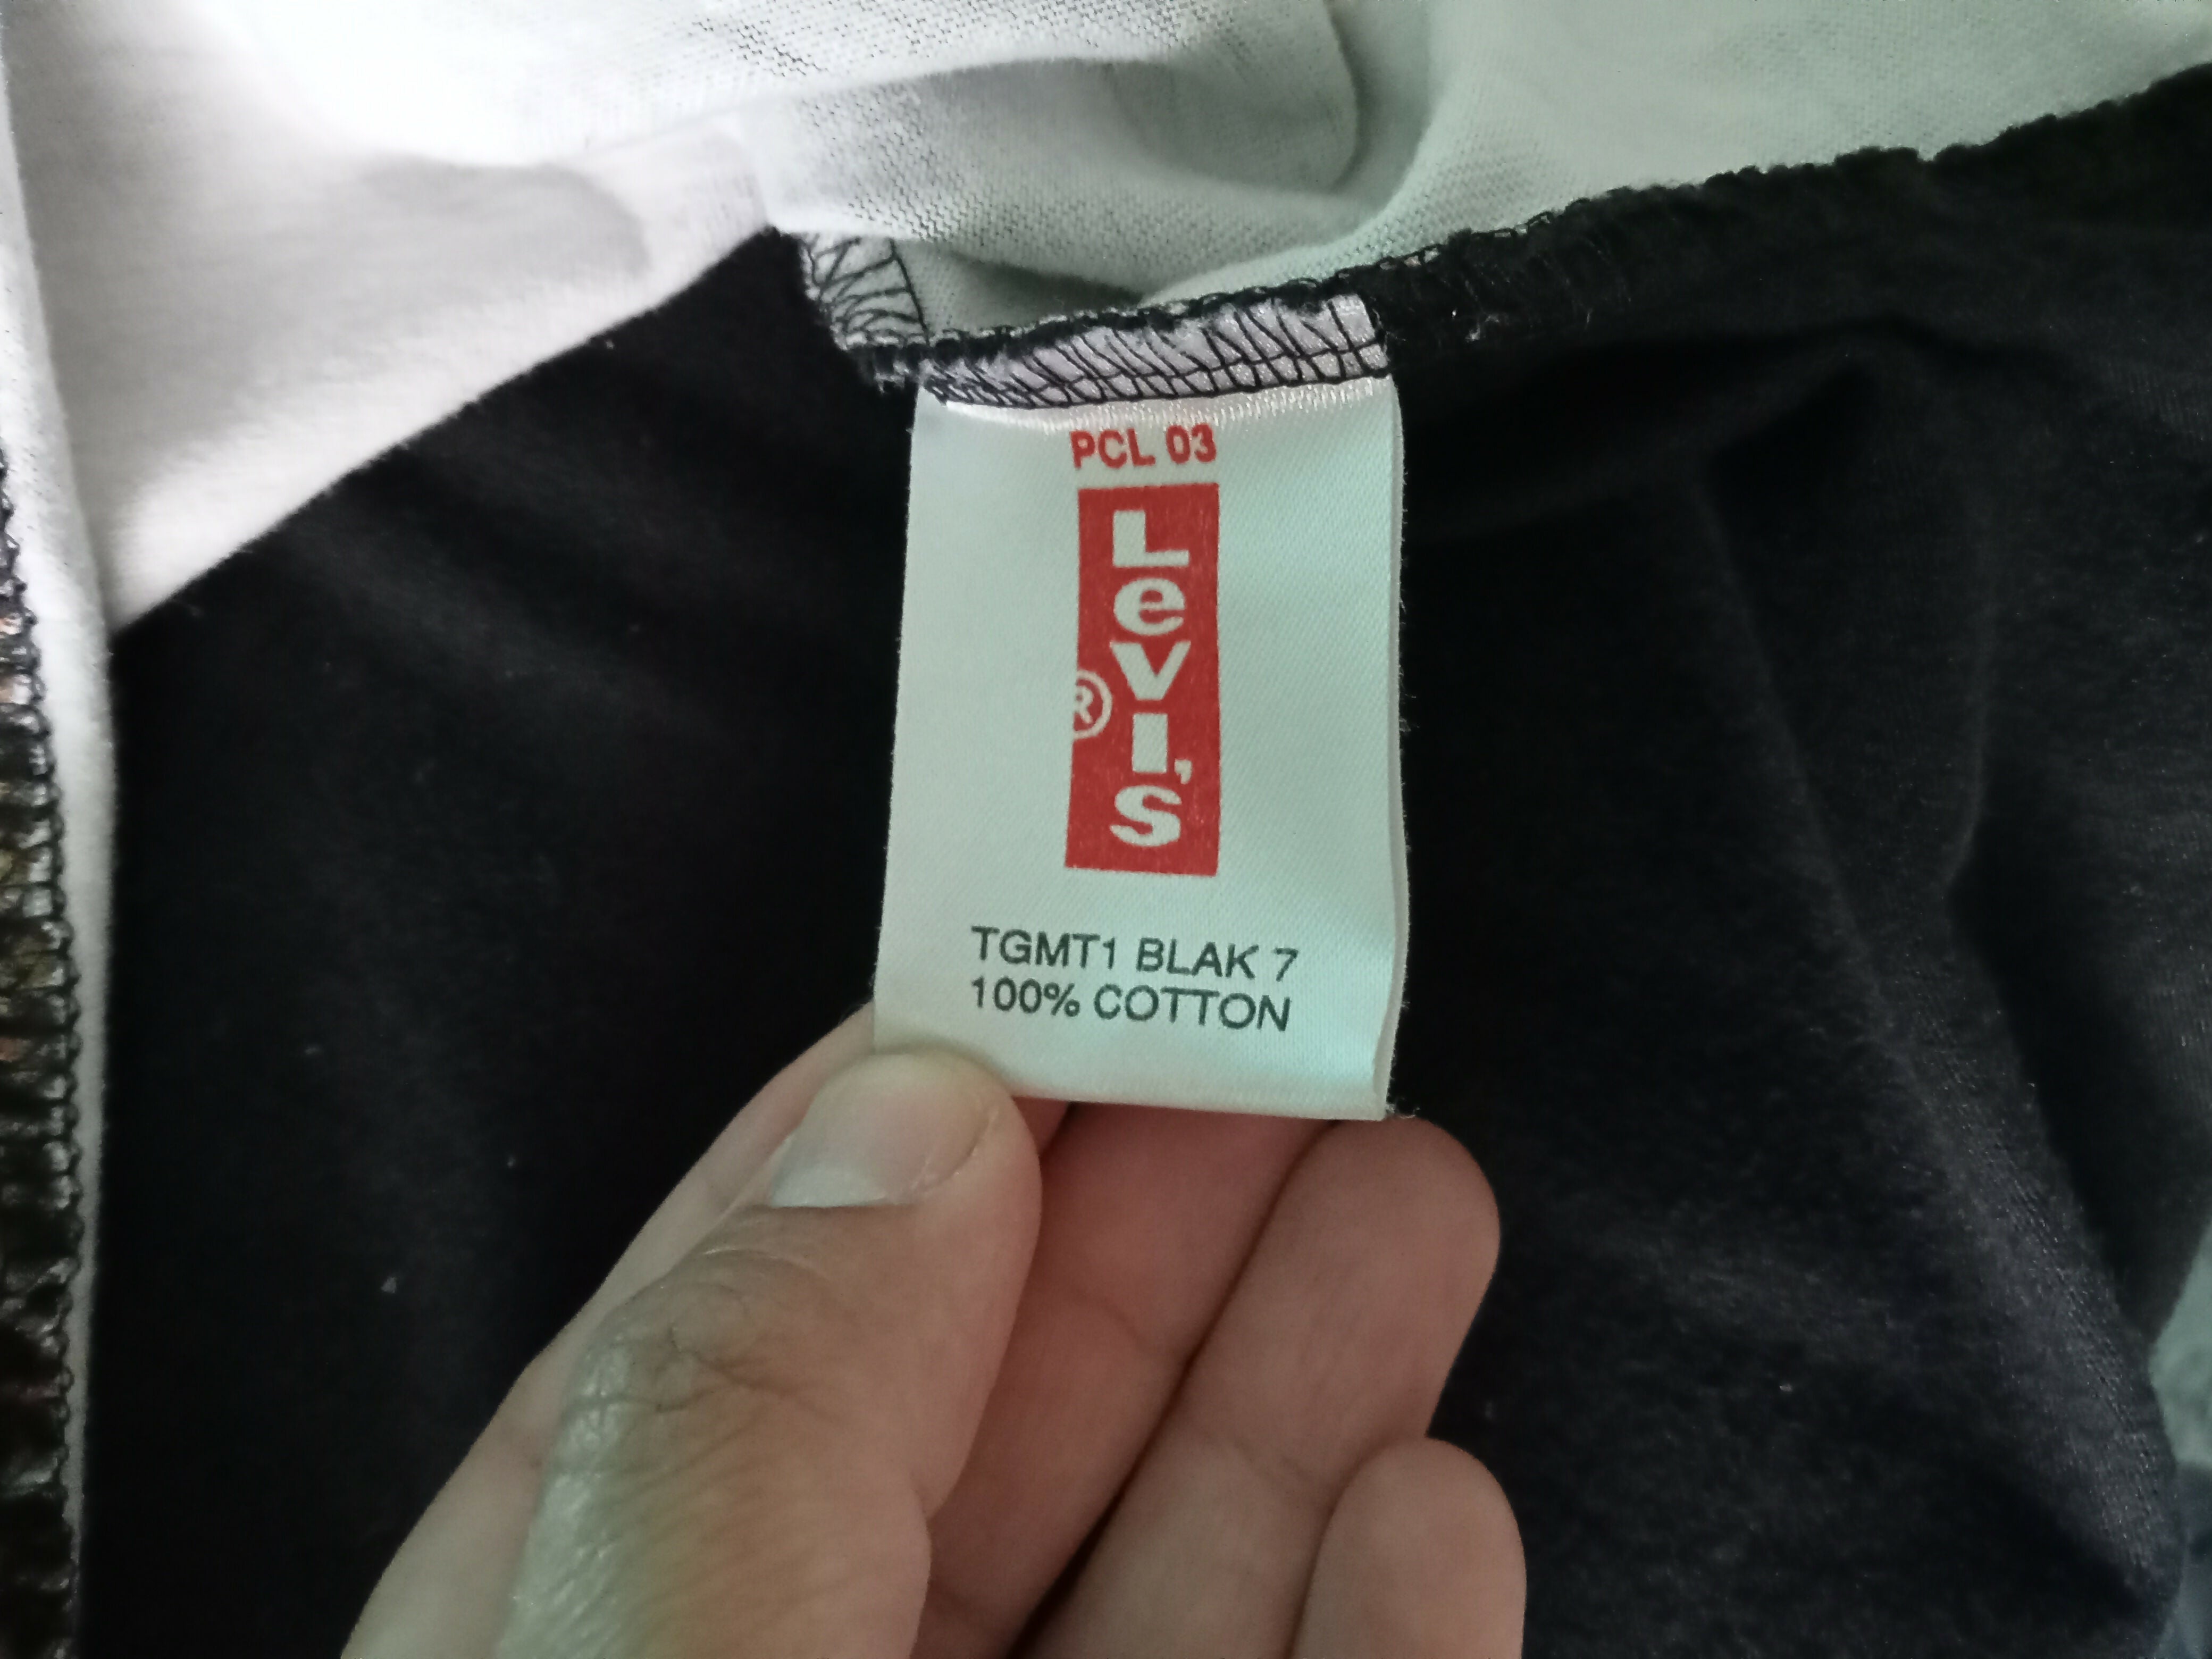 PCL 03
Levi's
®
TGMT1 BLAK 7
100% COTTON